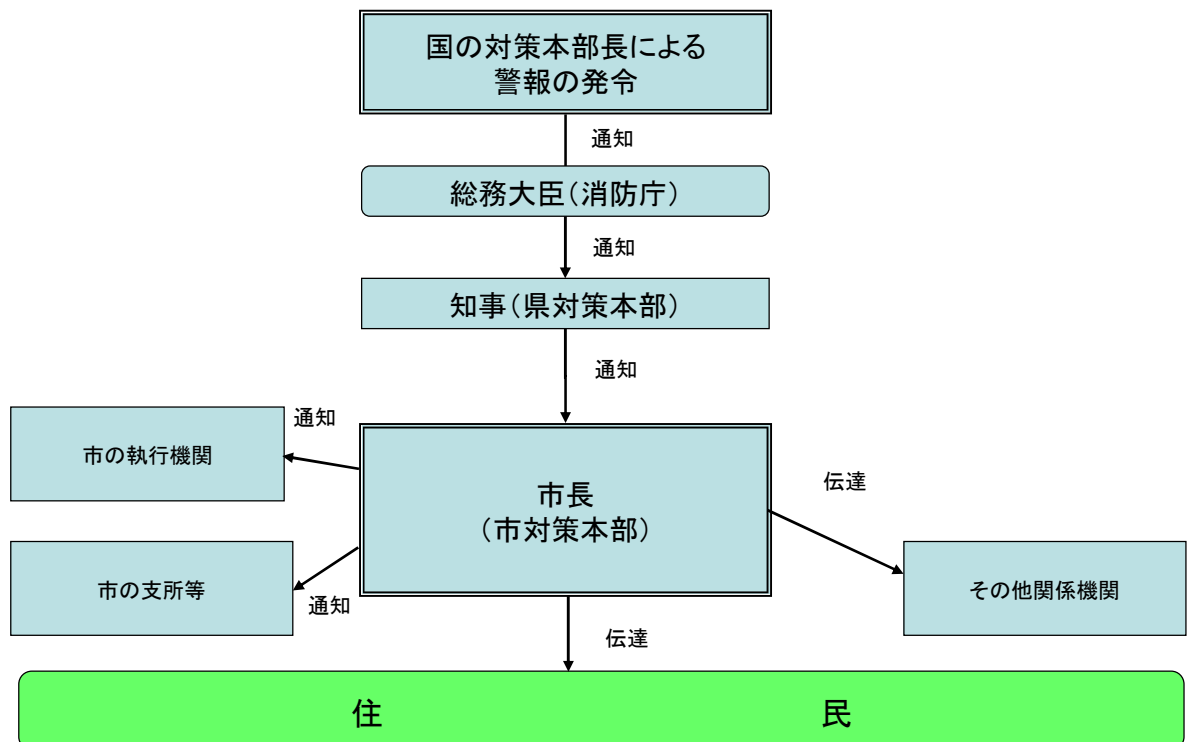 国の対策本部長による
警報の発令
通知
総務大臣（消防庁）
通知
知事（県対策本部）
通知
通知
市の執行機関
市長
（市対策本部）
伝達
市の支所等
通知
その他関係機関
伝達
住　民